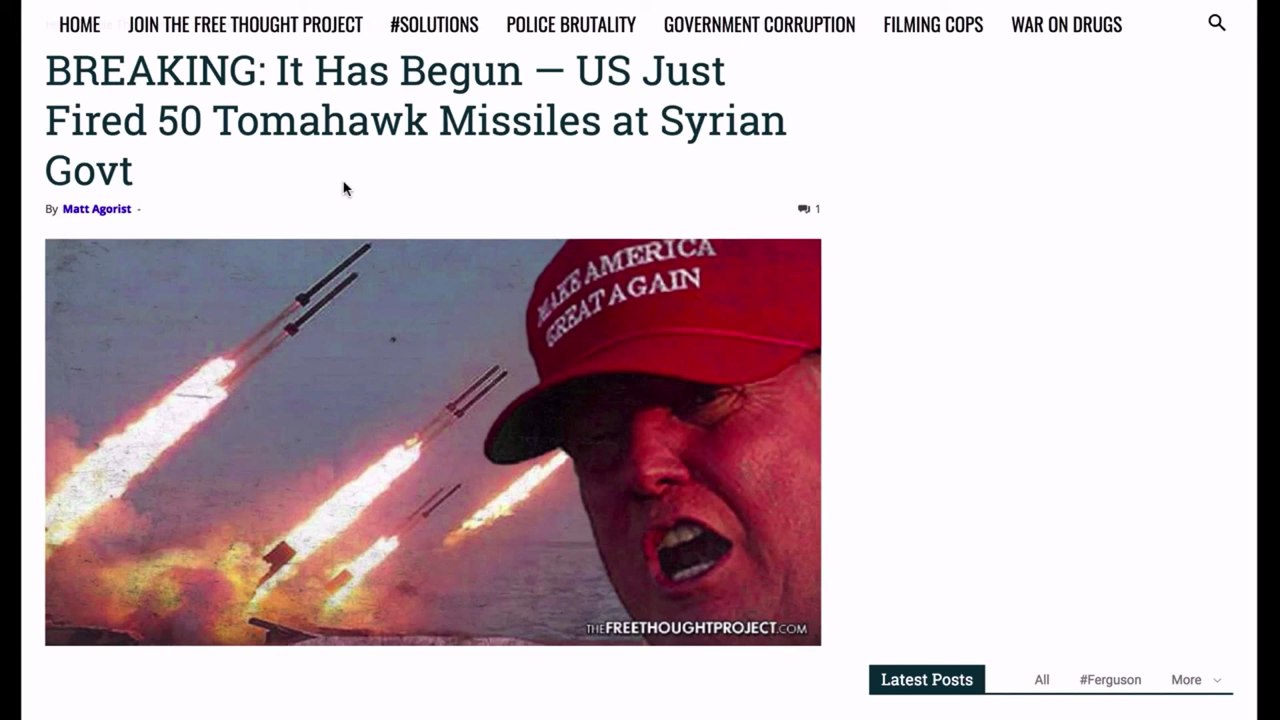 HOME JOIN THE FREE THOUGHT PROJECT #SOLUTIONS POLICE BRUTALITY GOVERNMENT CORRUPTION FILMING COPS WAR ON DRUGS
BREAKING: It Has Begun — US Just
Fired 50 Tomahawk Missiles at Syrian
Govt
By Matt Agorist -
1
MAKE AMERICA
GREAT AGAIN
THEFREETHOUGHTPROJECT.COM
Latest Posts All #Ferguson More